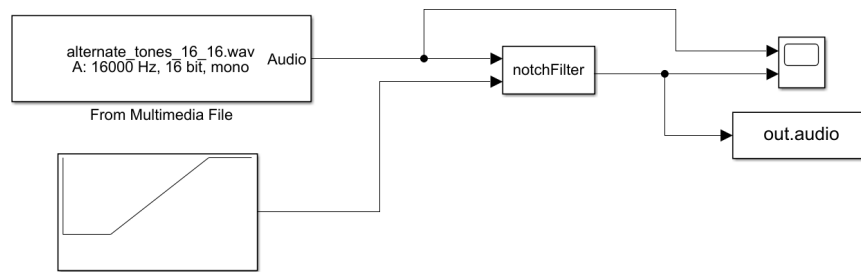 alternate_tones_16_16.wav
A: 16000 Hz, 16 bit, mono
Audio
From Multimedia File
notchFilter
out.audio